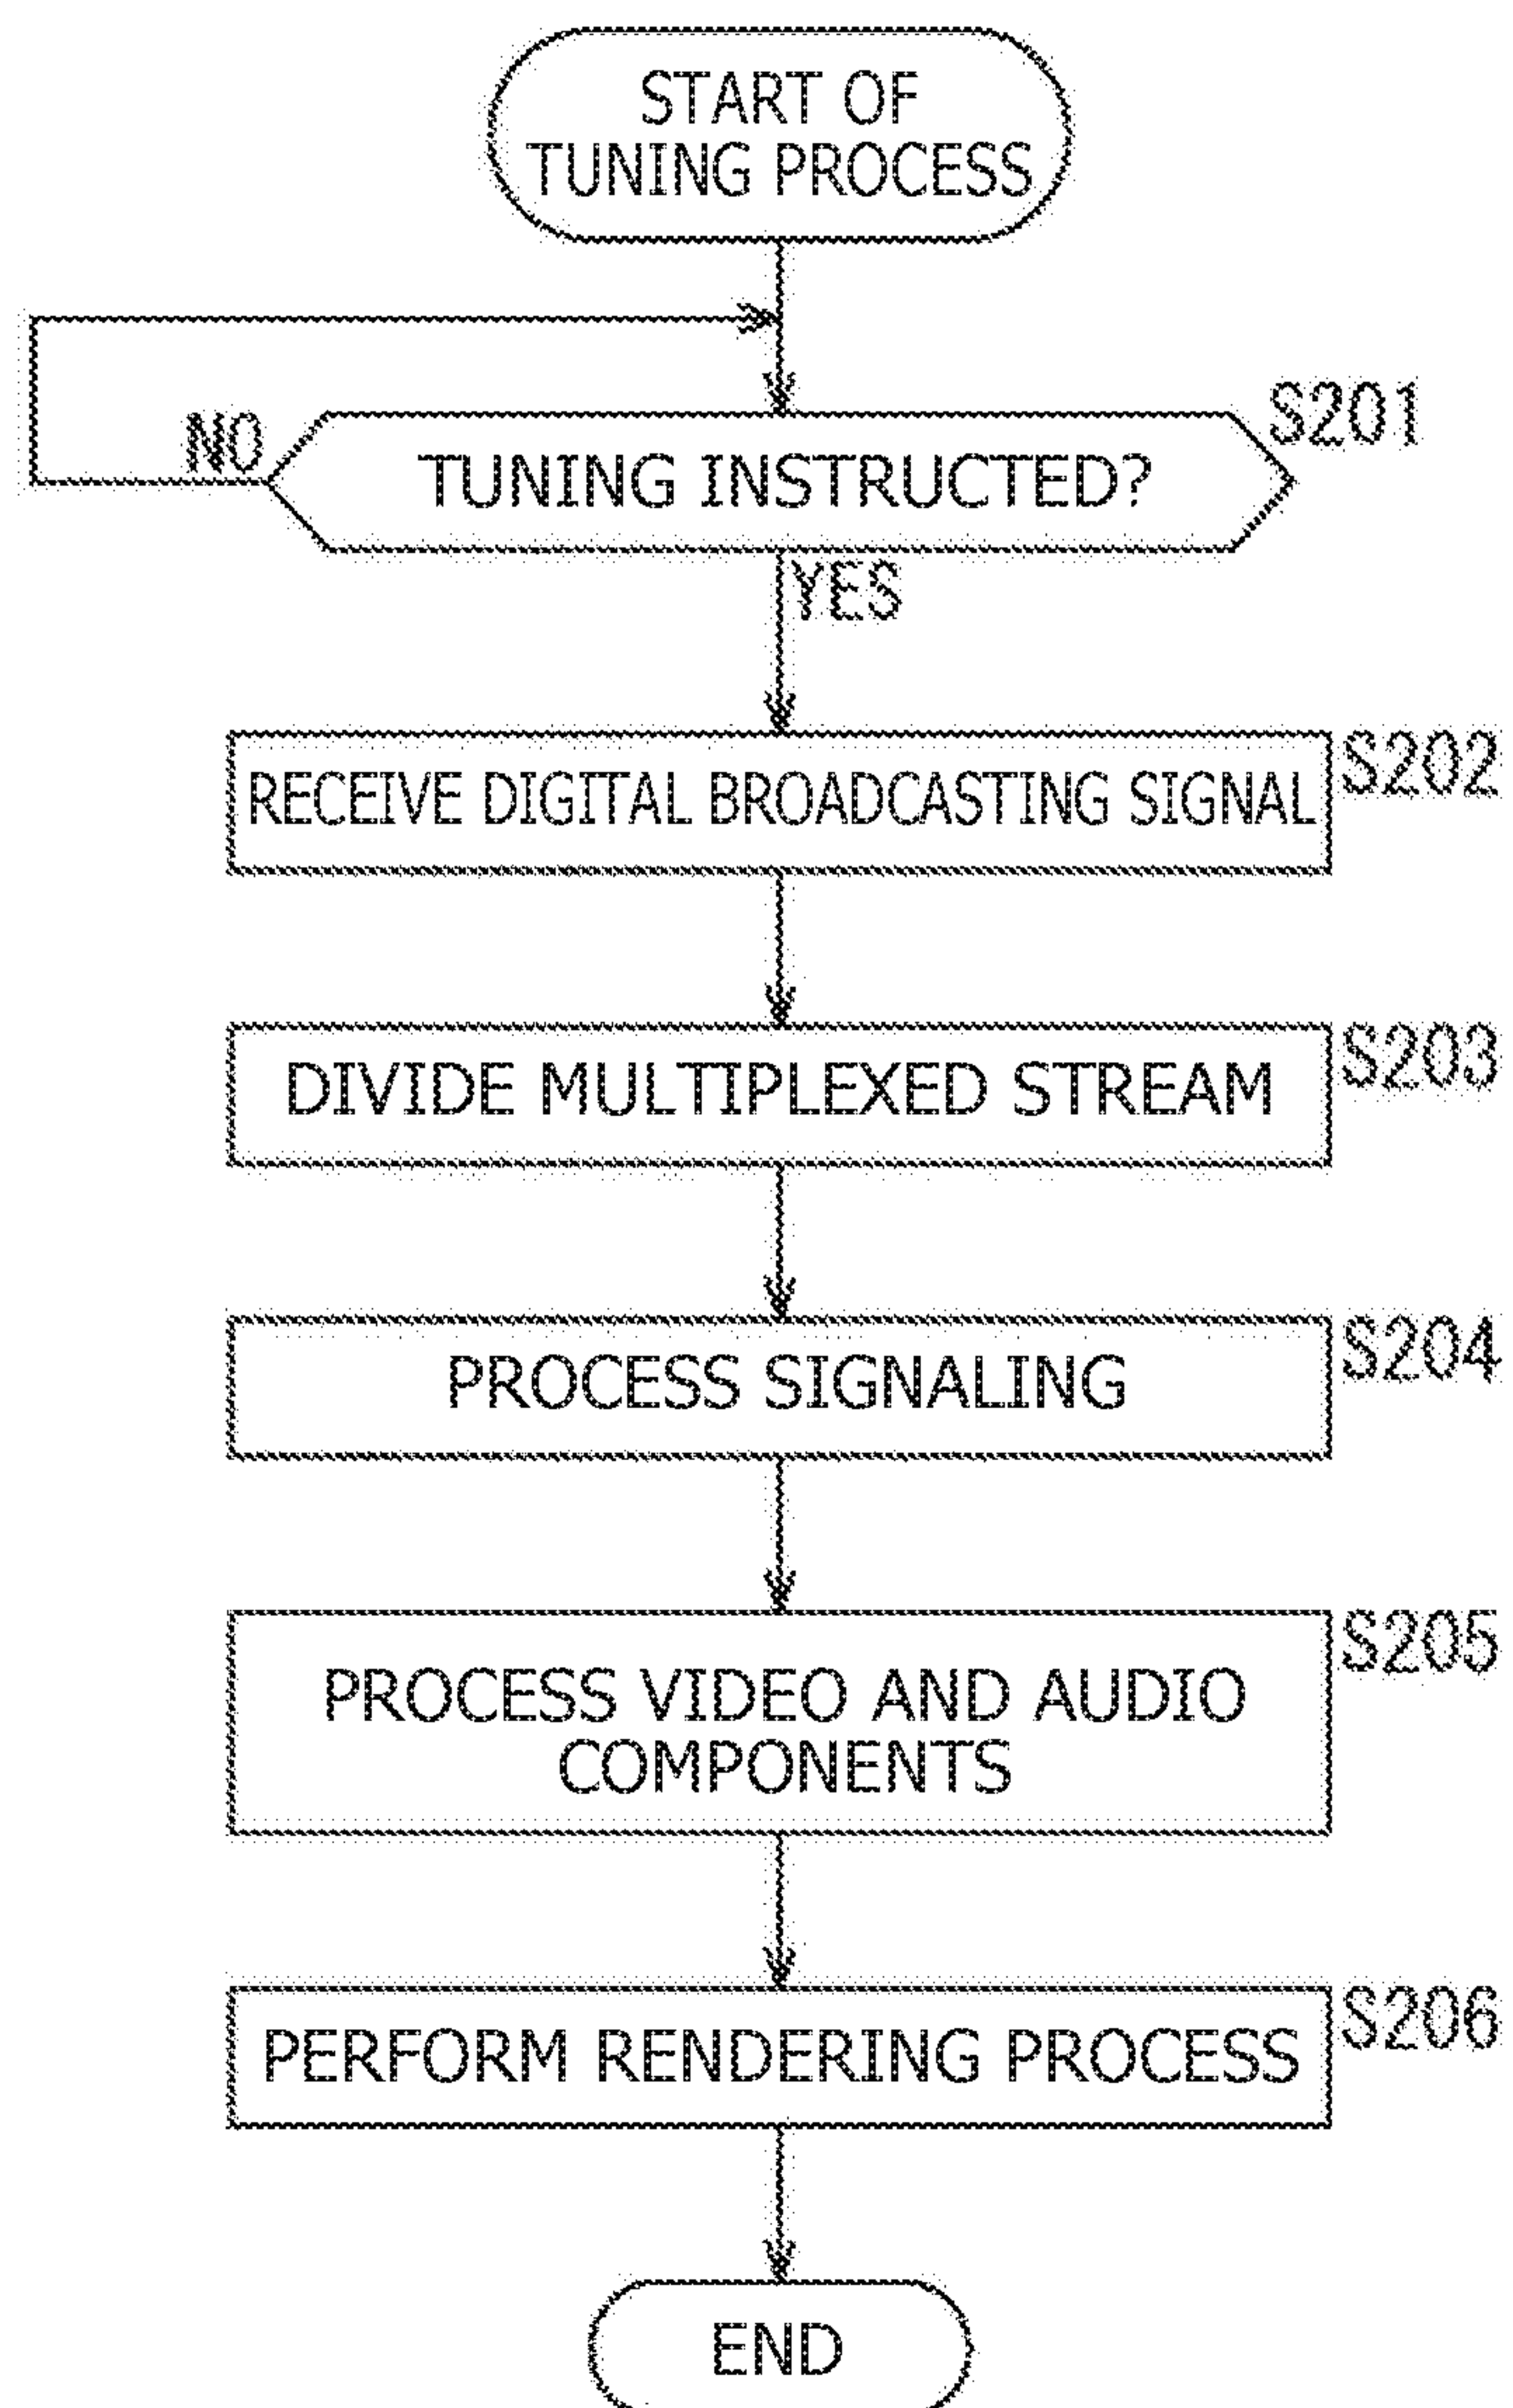 START OF
TUNING PROCESS
S201
NO
TUNING INSTRUCTED?
YES
S202
RECEIVE DIGITAL BROADCASTING SIGNAL
S203
DIVIDE MULTIPLEXED STREAM
S204
PROCESS SIGNALING
S205
PROCESS VIDEO AND AUDIO
COMPONENTS
S206
PERFORM RENDERING PROCESS
END